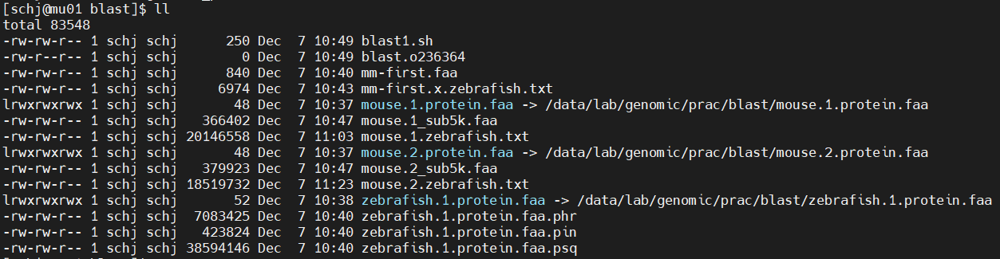 [schj@mu01 blast]$ ll
total 83548
-rw-rw-r-- 1 schj schj      250 Dec  7 10:49 blast1.sh
-rw-r--r-- 1 schj schj        0 Dec  7 10:49 blast.o236364
-rw-rw-r-- 1 schj schj      840 Dec  7 10:40 mm-first.faa
-rw-rw-r-- 1 schj schj     6974 Dec  7 10:43 mm-first.x.zebrafish.txt
lrwxrwxrwx 1 schj schj       48 Dec  7 10:37 mouse.1.protein.faa -> /data/lab/genomic/prac/blast/mouse.1.protein.faa
-rw-rw-r-- 1 schj schj   366402 Dec  7 10:47 mouse.1_sub5k.faa
-rw-rw-r-- 1 schj schj 20146558 Dec  7 11:03 mouse.1.zebrafish.txt
lrwxrwxrwx 1 schj schj       48 Dec  7 10:37 mouse.2.protein.faa -> /data/lab/genomic/prac/blast/mouse.2.protein.faa
-rw-rw-r-- 1 schj schj   379923 Dec  7 10:47 mouse.2_sub5k.faa
-rw-rw-r-- 1 schj schj 18519732 Dec  7 11:23 mouse.2.zebrafish.txt
lrwxrwxrwx 1 schj schj       52 Dec  7 10:38 zebrafish.1.protein.faa -> /data/lab/genomic/prac/blast/zebrafish.1.protein.faa
-rw-rw-r-- 1 schj schj  7083425 Dec  7 10:40 zebrafish.1.protein.faa.phr
-rw-rw-r-- 1 schj schj   423824 Dec  7 10:40 zebrafish.1.protein.faa.pin
-rw-rw-r-- 1 schj schj 38594146 Dec  7 10:40 zebrafish.1.protein.faa.psq